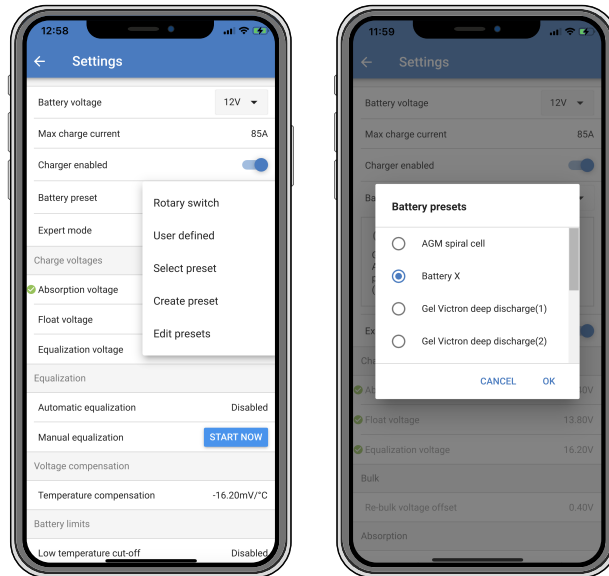 12:58
Settings
Battery voltage 12V
Max charge current 85A
Charger enabled
Battery preset
Rotary switch
Expert mode
User defined
Charge voltages
Select preset
Absorption voltage
Create preset
Float voltage
Edit presets
Equalization voltage
Equalization
Automatic equalization Disabled
Manual equalization START NOW
Voltage compensation
Temperature compensation -16.20mV/°C
Battery limits
Low temperature cut-off Disabled
11:59
Settings
Battery voltage 12V
Max charge current 85A
Charger enabled
Ba
Battery presets
AGM spiral cell
Battery X
Gel Victron deep discharge(1)
Gel Victron deep discharge(2)
CANCEL OK
Ex
Ch
Ab
Float voltage 13.80V
Equalization voltage 16.20V
Bulk
Re-bulk voltage offset 0.40V
Absorption